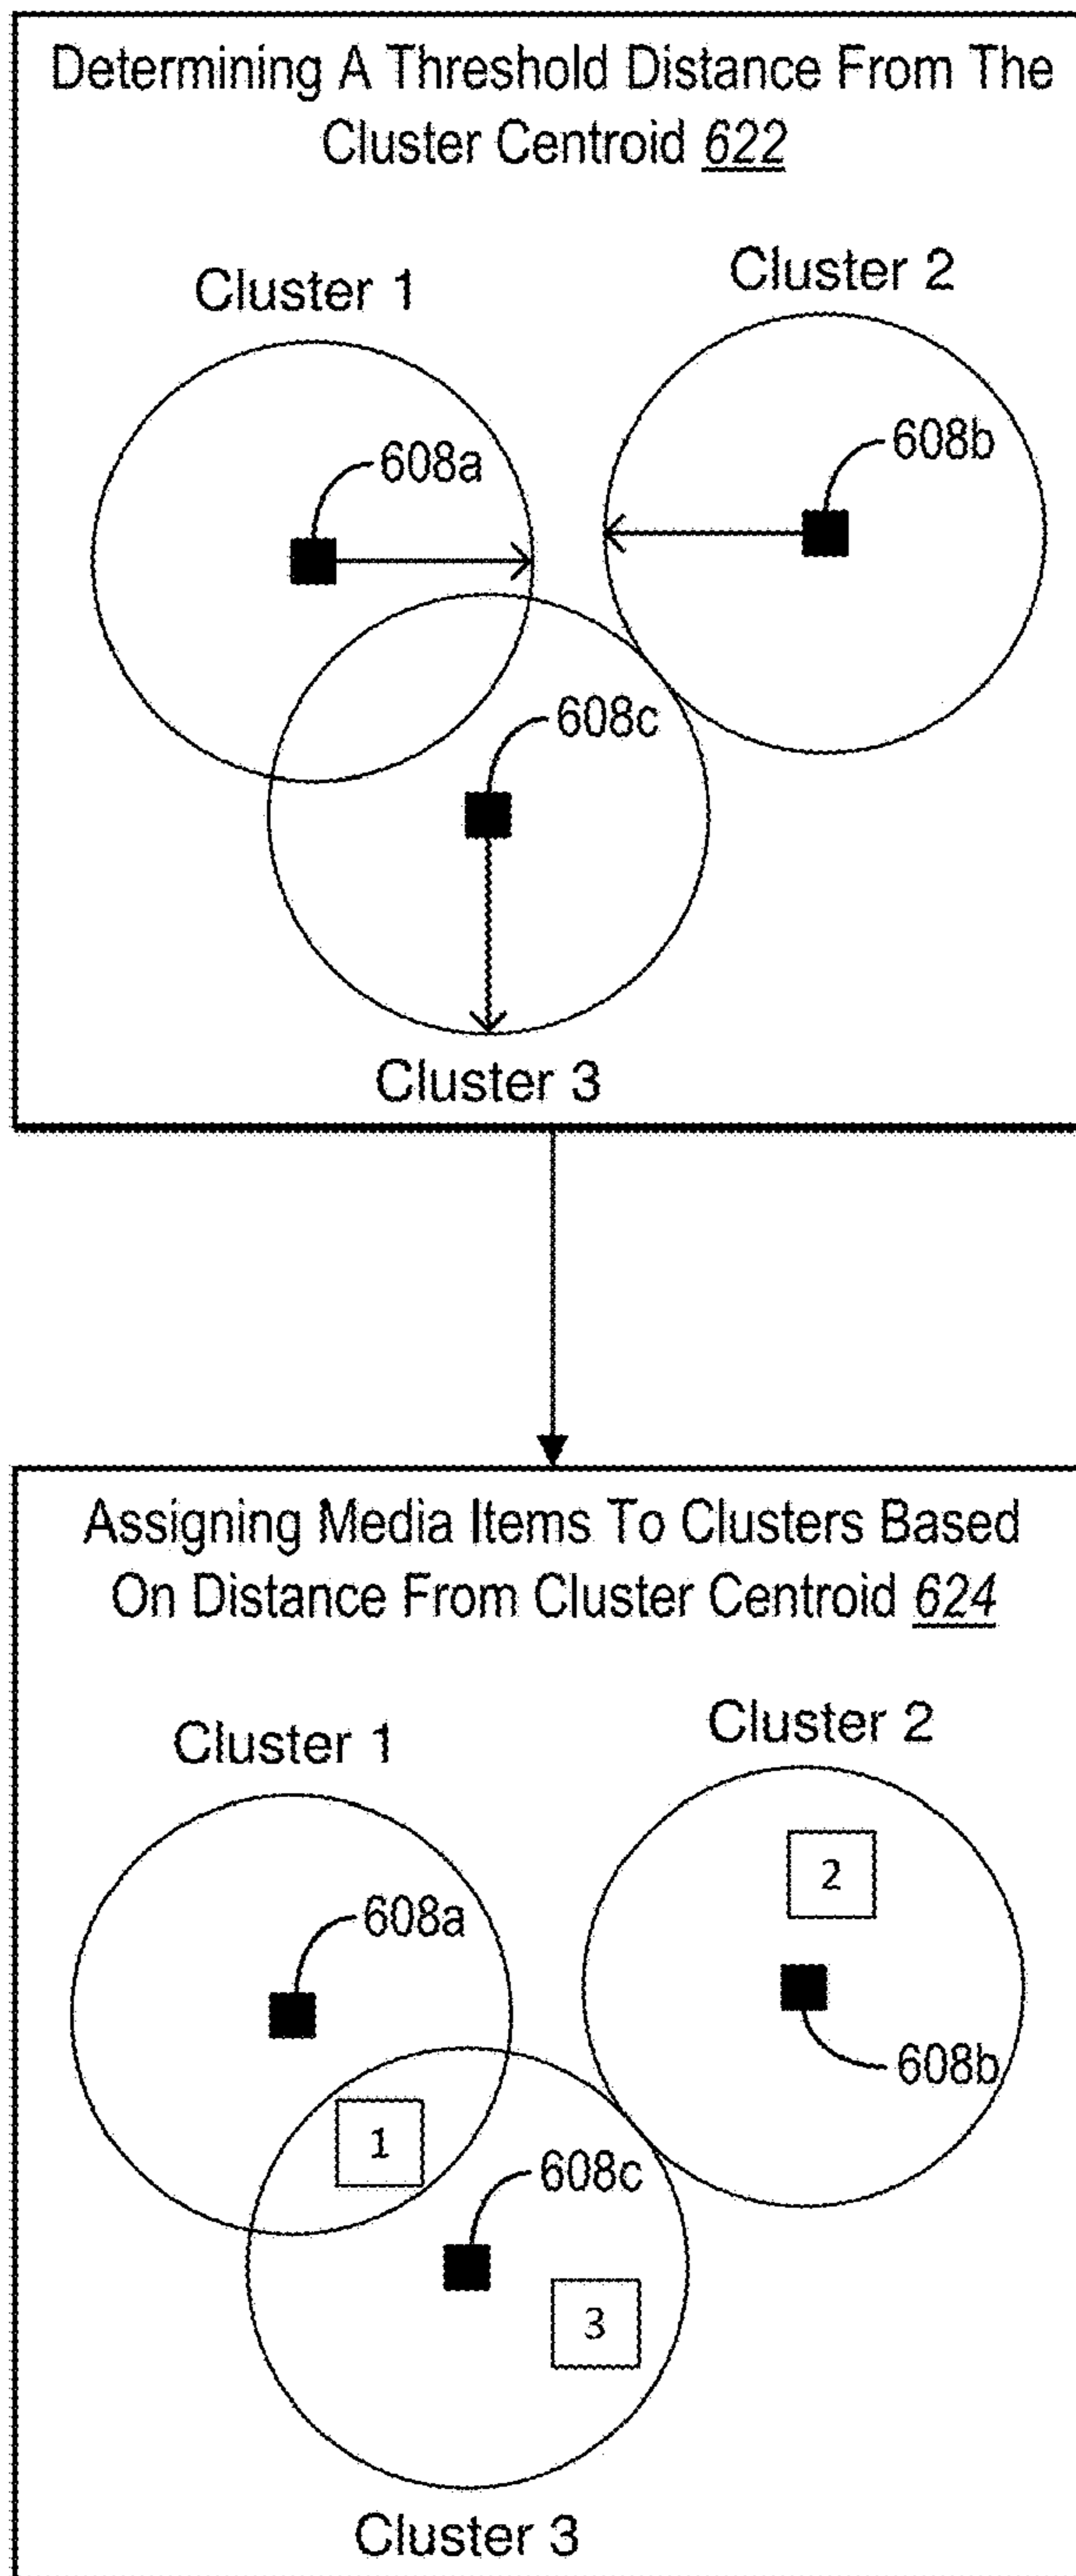 Determining A Threshold Distance From The
Cluster Centroid 622
Cluster 1
Cluster 2
608a
608b
608c
Cluster 3
Assigning Media Items To Clusters Based
On Distance From Cluster Centroid 624
Cluster 1
Cluster 2
2
608a
608b
1
608c
3
Cluster 3